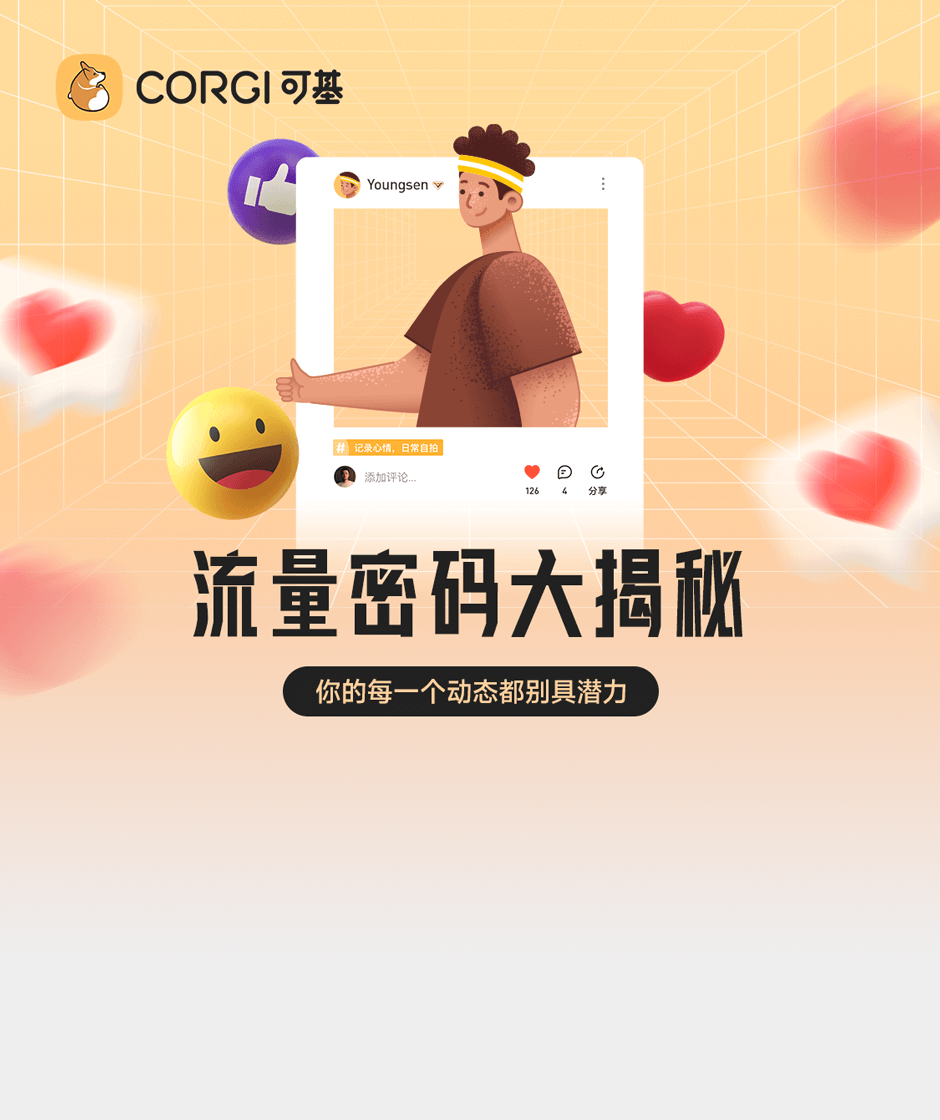 CORGI 可基
Youngsen
# 记录心情，日常自拍
添加评论...
126 4 分享
流量密码大揭秘
你的每一个动态都别具潜力